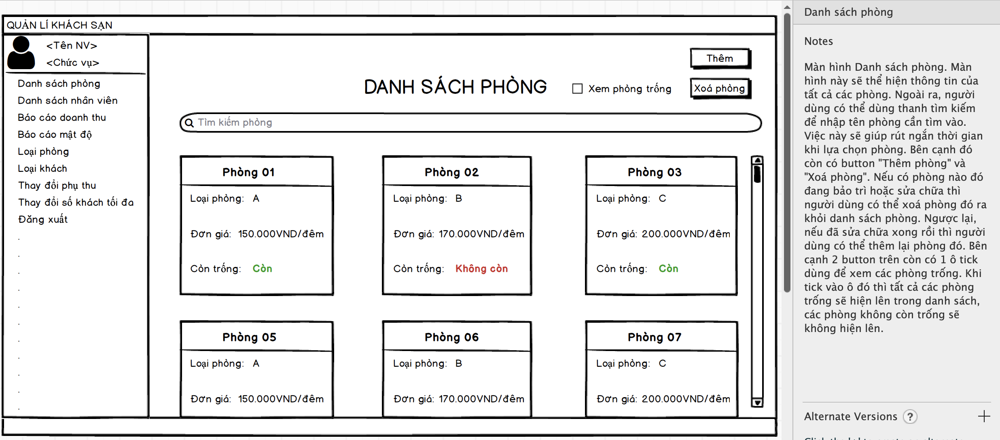 QUẢN LÍ KHÁCH SẠN
<Tên NV>
<Chức vụ>
Danh sách phòng
Danh sách nhân viên
Báo cáo doanh thu
Báo cáo mật độ
Loại phòng
Loại khách
Thay đổi phụ thu
Thay đổi số khách tối đa
Đăng xuất
.
.
.
.
.
.
.
.
.
.
.
Thêm
DANH SÁCH PHÒNG
Xem phòng trống
Xoá phòng
Tìm kiếm phòng
Phòng 01
Loại phòng: A
Đơn giá: 150.000VND/đêm
Còn trống: Còn
Phòng 02
Loại phòng: B
Đơn giá: 170.000VND/đêm
Còn trống: Không còn
Phòng 03
Loại phòng: C
Đơn giá: 200.000VND/đêm
Còn trống: Còn
Phòng 05
Loại phòng: A
Đơn giá: 150.000VND/đêm
Phòng 06
Loại phòng: B
Đơn giá: 170.000VND/đêm
Phòng 07
Loại phòng: C
Đơn giá: 200.000VND/đêm
Danh sách phòng
Notes
Màn hình Danh sách phòng. Màn
hình này sẽ thể hiện thông tin của
tất cả các phòng. Ngoài ra, người
dùng có thể dùng thanh tìm kiếm
để nhập tên phòng cần tìm vào.
Việc này sẽ giúp rút ngắn thời gian
khi lựa chọn phòng. Bên cạnh đó
còn có button "Thêm phòng" và
"Xoá phòng". Nếu có phòng nào đó
đang bảo trì hoặc sửa chữa thì
người dùng có thể xoá phòng đó ra
khỏi danh sách phòng. Ngược lại,
nếu đã sửa chữa xong rồi thì người
dùng có thể thêm lại phòng đó. Bên
cạnh 2 button trên còn có 1 ô tick
dùng để xem các phòng trống. Khi
tick vào ô đó thì tất cả các phòng
trống sẽ hiện lên trong danh sách,
các phòng không còn trống sẽ
không hiện lên.
Alternate Versions ?